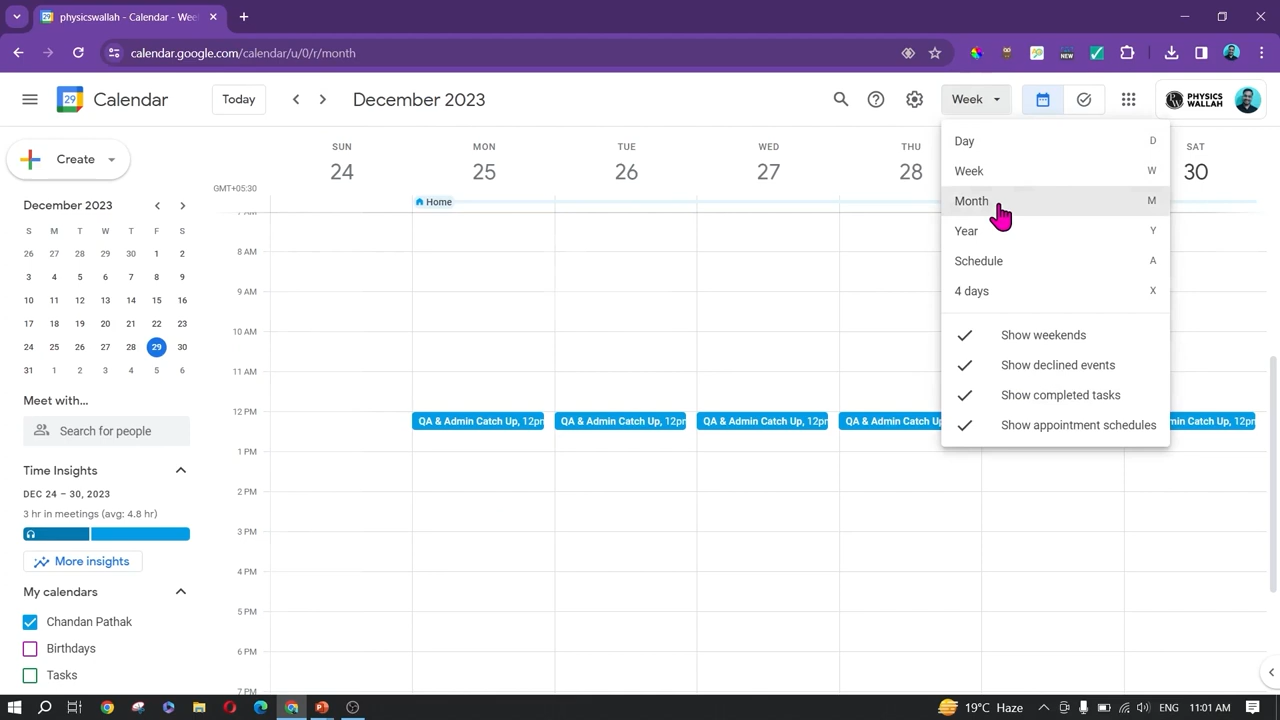 physicswallah - Calendar - Wee
calendar.google.com/calendar/u/0/r/month
NEW
29
Calendar
Today
December 2023
Week
PHYSICS
WALLAH
Create
December 2023
S M T W T F S
26 27 28 29 30 1 2
3 4 5 6 7 8 9
10 11 12 13 14 15 16
17 18 19 20 21 22 23
24 25 26 27 28 29 30
31 1 2 3 4 5 6
Meet with...
Search for people
Time Insights
DEC 24 – 30, 2023
3 hr in meetings (avg: 4.8 hr)
More insights
My calendars
Chandan Pathak
Birthdays
Tasks
SUN MON TUE WED THU SAT
24 25 26 27 28 30
GMT+05:30
Home
7 AM
8 AM
9 AM
10 AM
11 AM
12 PM
QA & Admin Catch Up, 12pm
QA & Admin Catch Up, 12pm
QA & Admin Catch Up, 12pm
QA & Admin Catch U
min Catch Up, 12pm
1 PM
2 PM
3 PM
4 PM
5 PM
6 PM
7 PM
Day D
Week W
Month M
Year Y
Schedule A
4 days X
Show weekends
Show declined events
Show completed tasks
Show appointment schedules
19°C Haze
ENG
11:01 AM